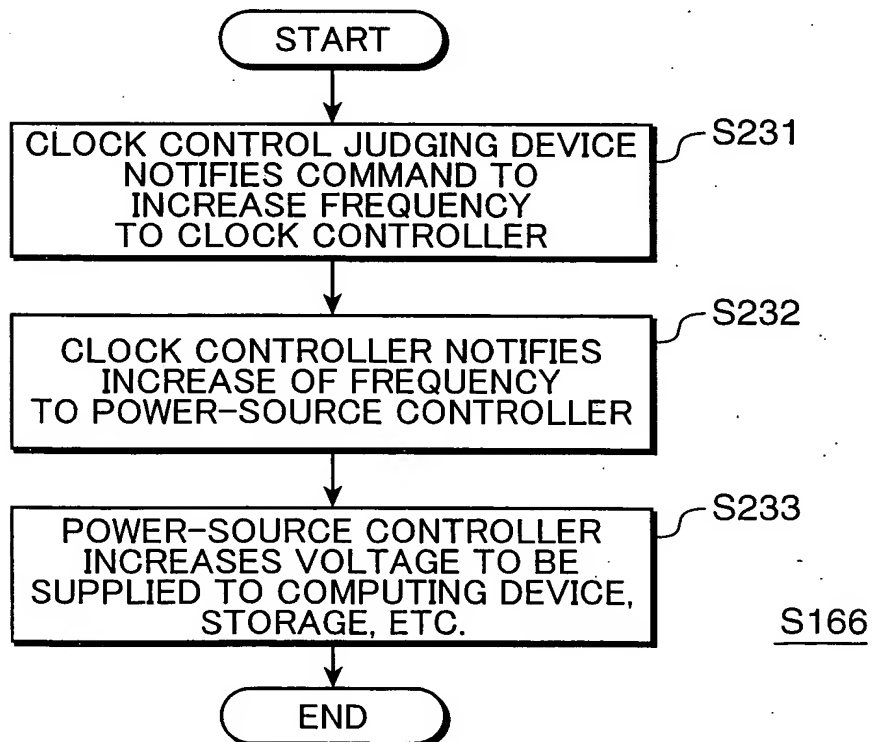 START
CLOCK CONTROL JUDGING DEVICE
NOTIFIES COMMAND TO
INCREASE FREQUENCY
TO CLOCK CONTROLLER
S231
CLOCK CONTROLLER NOTIFIES
INCREASE OF FREQUENCY
TO POWER-SOURCE CONTROLLER
S232
POWER-SOURCE CONTROLLER
INCREASES VOLTAGE TO BE
SUPPLIED TO COMPUTING DEVICE,
STORAGE, ETC.
S233
S166
END